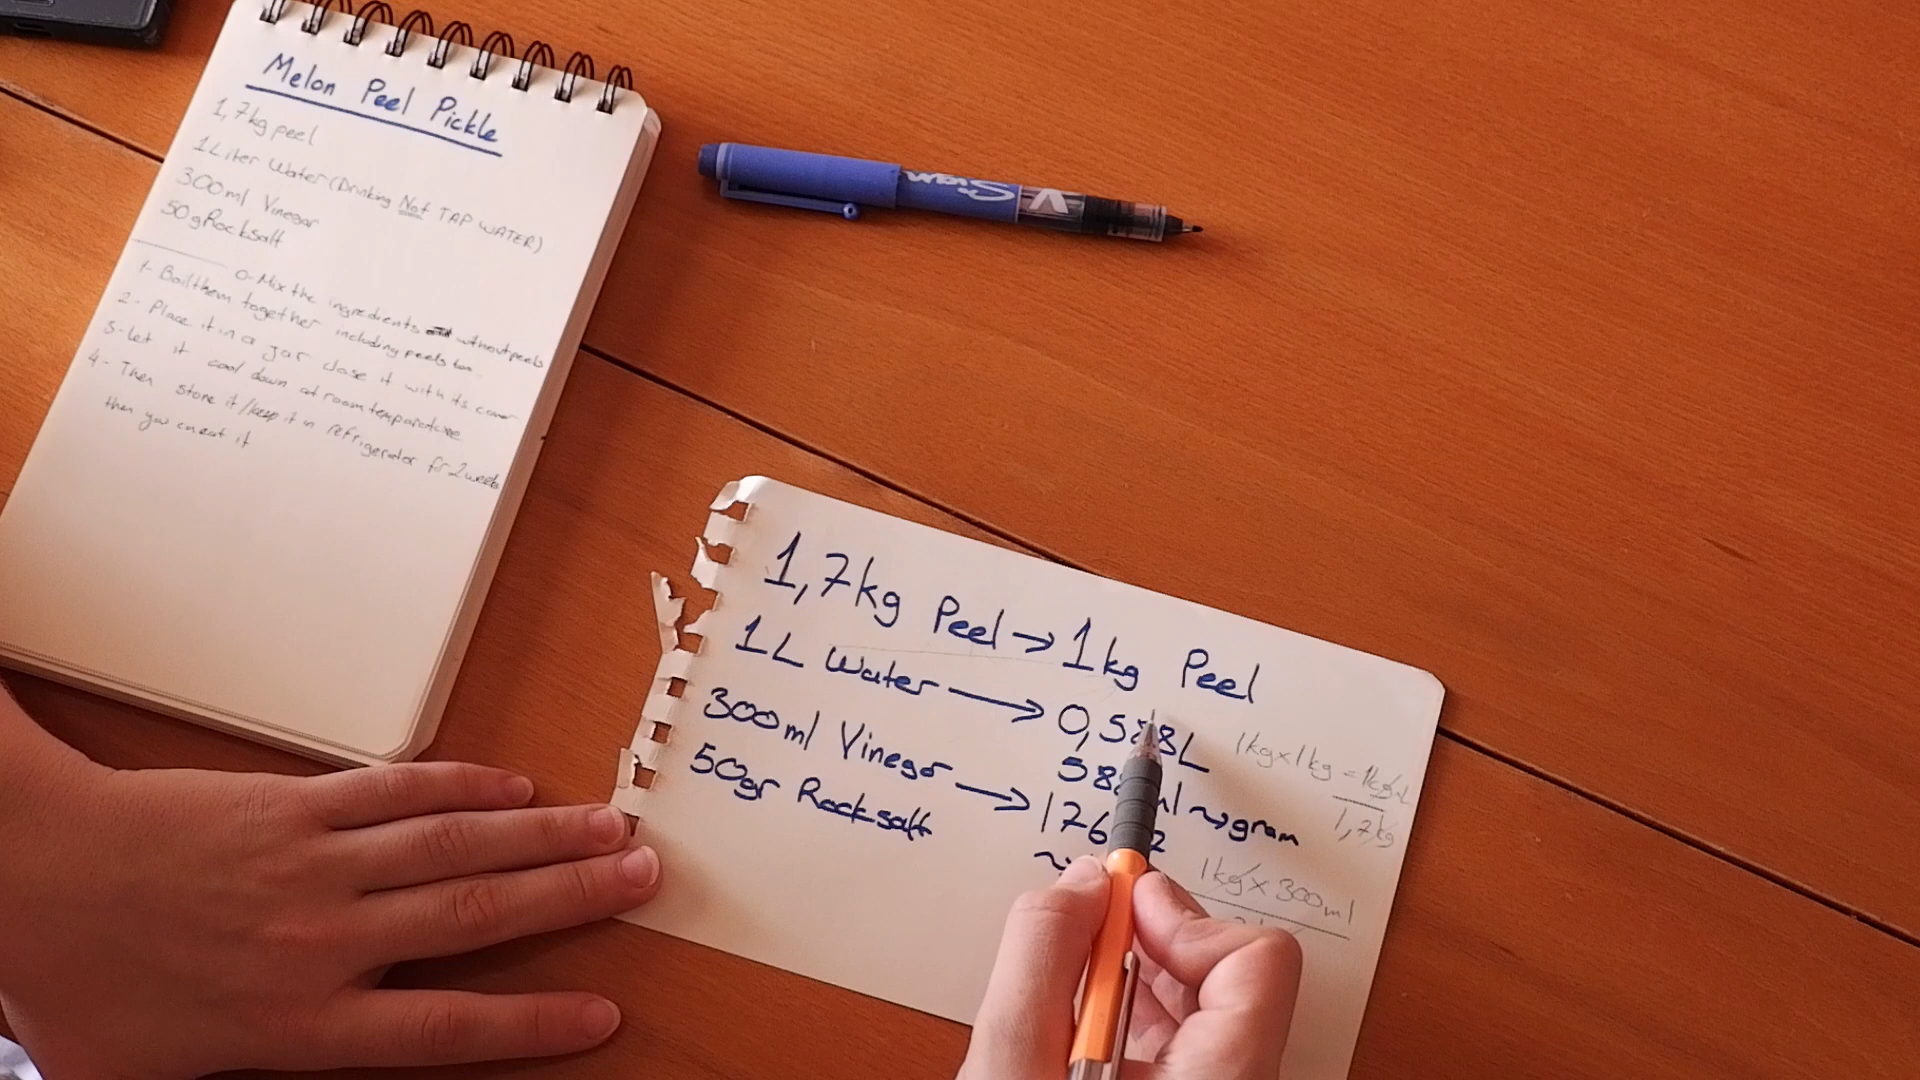 Melon Peel Pickle
1,7kg peel
1 Liter Water (Drinking Not TAP WATER)
300ml Vinegar
50g Rocksalt
0- Mix the ingredients without peels
1- Boil them together including peels too
2- Place it in a jar close it with its cover
3- Let it cool down at room temperature
4- Then store it/keep it in refrigerator for 2 weeks
then you can eat it
1,7kg Peel → 1kg Peel
1L Water → 0,588L
588ml ~> gram
300ml Vinegar → 176
50gr Rocksalt
1kg x 1kg = 1kg.L
1,7kg
1kg x 300ml